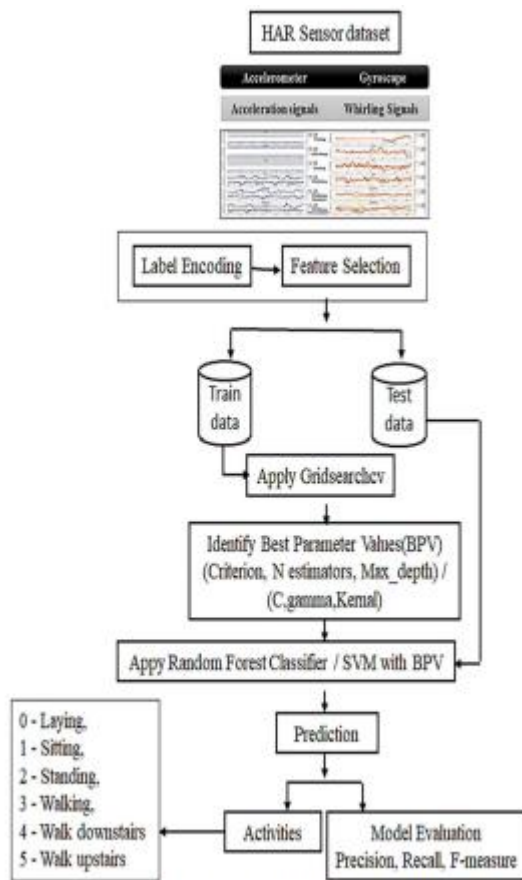 HAR Sensor dataset
Accelerometer
Gyroscape
Acceleration signals
Whirling Signals
Label Encoding
Feature Selection
Train
data
Test
data
Apply Gridsearchcv
Identify Best Parameter Values(BPV)
(Criterion, N estimators, Max_depth) /
(C,gamma,Kernal)
Appy Random Forest Classifier / SVM with BPV
Prediction
0 - Laying,
1 - Sitting,
2 - Standing,
3 - Walking,
4 - Walk downstairs
5 - Walk upstairs
Activities
Model Evaluation
Precision, Recall, F-measure